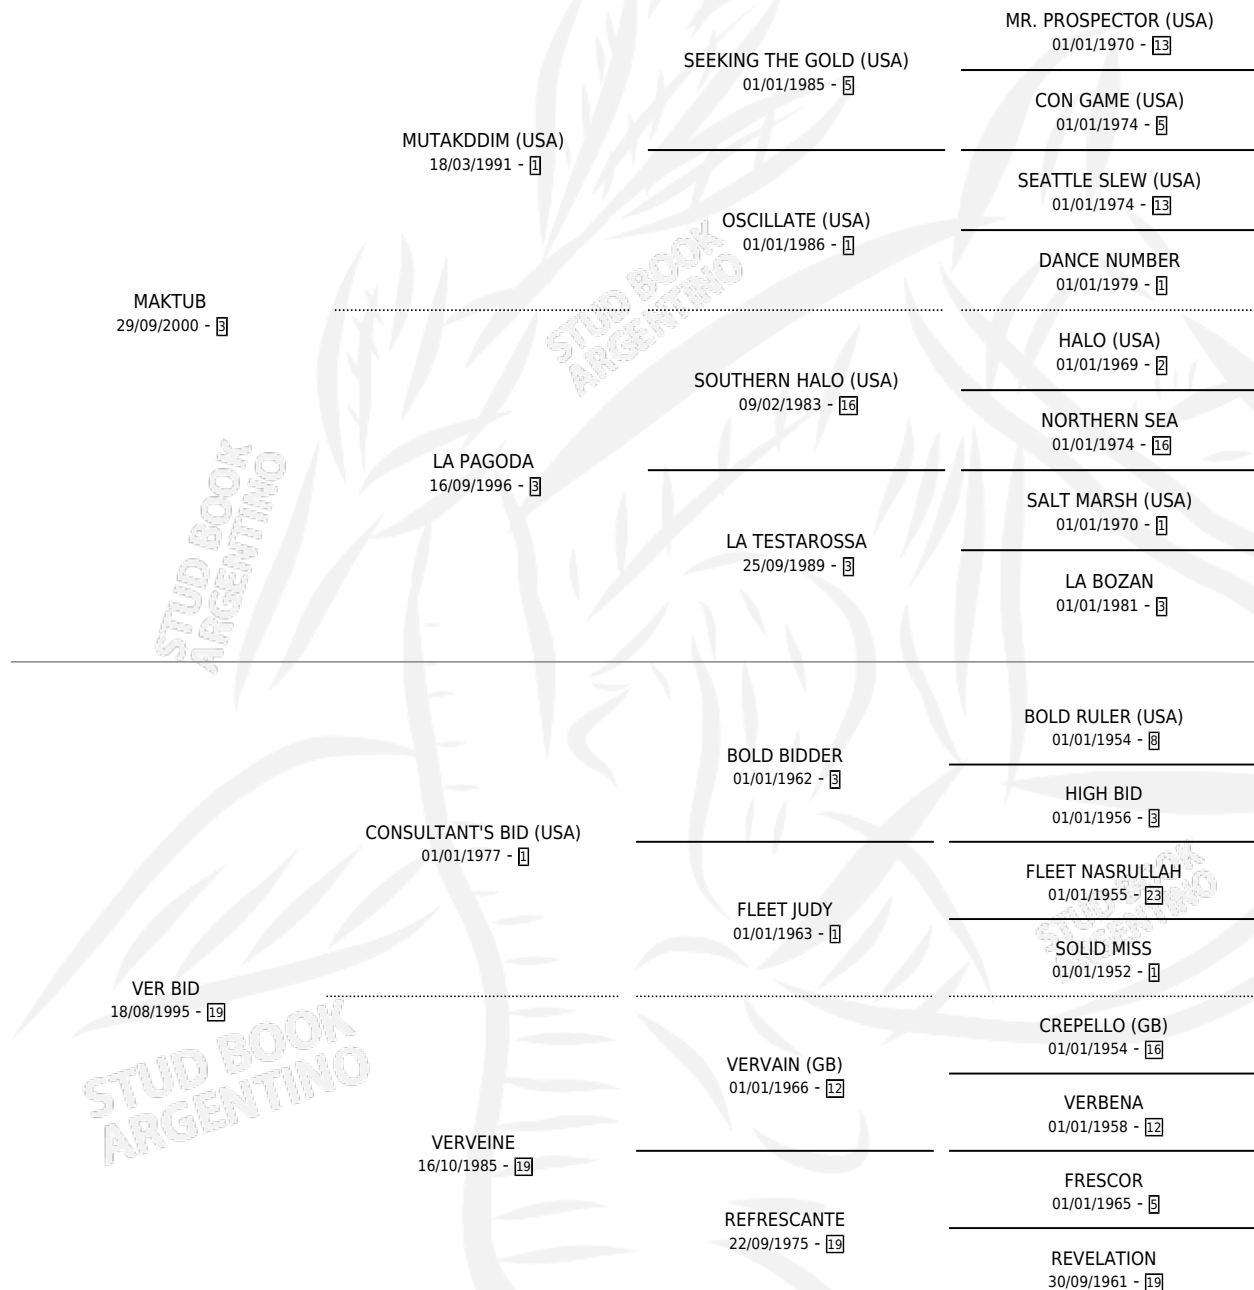 MR. PROSPECTOR (USA)
01/01/1970 - 13
SEEKING THE GOLD (USA)
01/01/1985 - 5
CON GAME (USA)
01/01/1974 - 5
MUTAKDDIM (USA)
18/03/1991 - 1
SEATTLE SLEW (USA)
01/01/1974 - 13
OSCILLATE (USA)
01/01/1986 - 1
DANCE NUMBER
01/01/1979 - 1
MAKTUB
29/09/2000 - 3
HALO (USA)
01/01/1969 - 2
SOUTHERN HALO (USA)
09/02/1983 - 16
NORTHERN SEA
01/01/1974 - 16
LA PAGODA
16/09/1996 - 3
SALT MARSH (USA)
01/01/1970 - 1
LA TESTAROSSA
25/09/1989 - 3
LA BOZAN
01/01/1981 - 3
BOLD RULER (USA)
01/01/1954 - 8
BOLD BIDDER
01/01/1962 - 3
HIGH BID
01/01/1956 - 3
CONSULTANT'S BID (USA)
01/01/1977 - 1
FLEET NASRULLAH
01/01/1955 - 23
FLEET JUDY
01/01/1963 - 1
SOLID MISS
01/01/1952 - 1
VER BID
18/08/1995 - 19
CREPELLO (GB)
01/01/1954 - 16
VERVAIN (GB)
01/01/1966 - 12
VERBENA
01/01/1958 - 12
VERVEINE
16/10/1985 - 19
FRESCOR
01/01/1965 - 5
REFRESCANTE
22/09/1975 - 19
REVELATION
30/09/1961 - 19
STUD BOOK
ARGENTINO
STUD BOOK
ARGENTINO
STUD BOOK
ARGENTINO
STUD BOOK
ARGENTINO